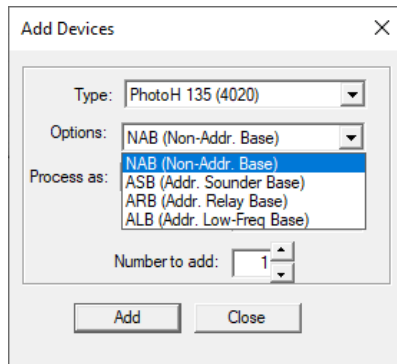 Add Devices
Type: PhotoH 135 (4020)
Options: NAB (Non-Addr. Base)
NAB (Non-Addr. Base)
Process as: ASB (Addr. Sounder Base)
ARB (Addr. Relay Base)
ALB (Addr. Low-Freq Base)
Number to add: 1
Add Close